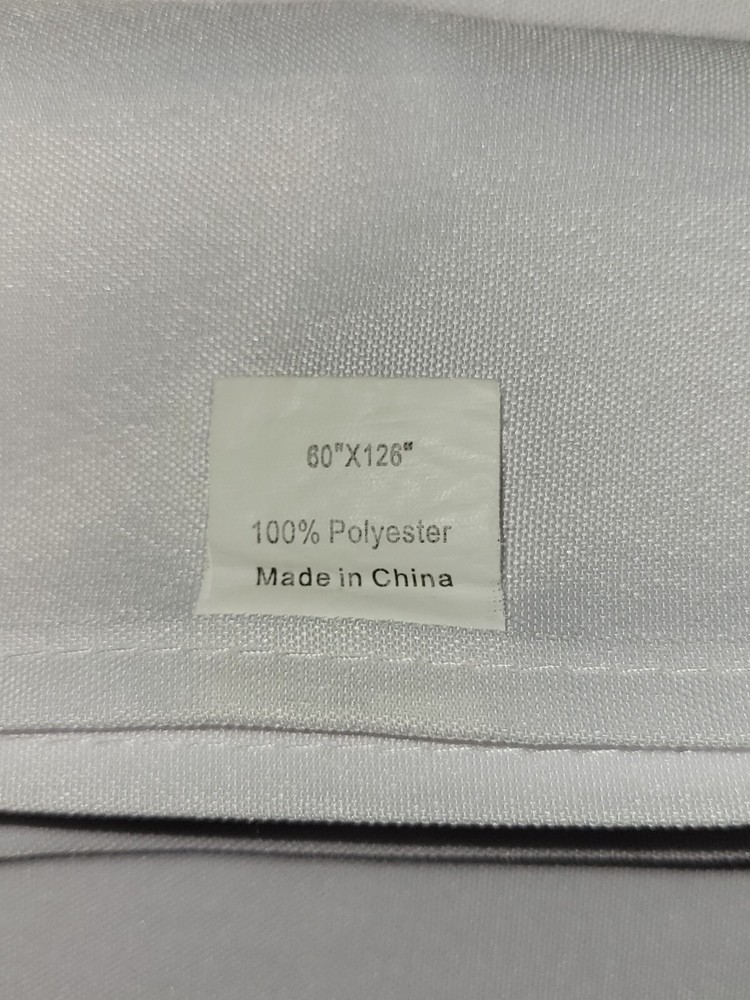 60"X126"
100% Polyester
Made in China